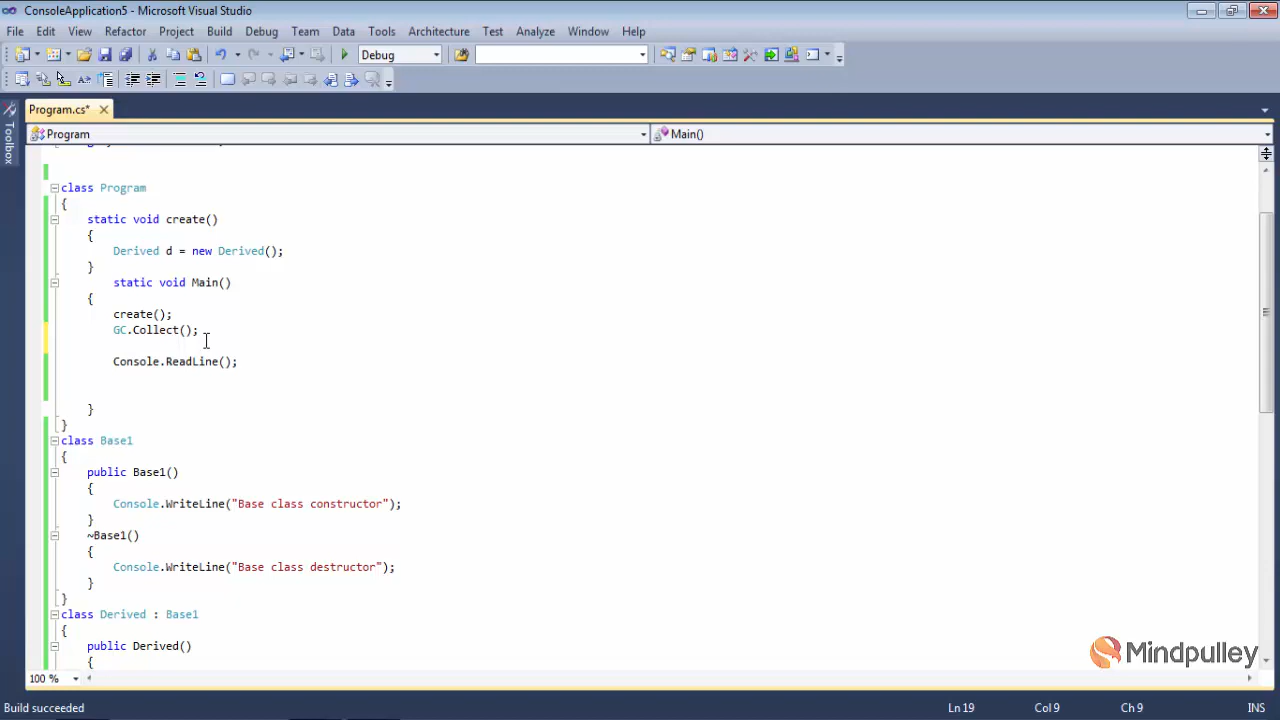 ConsoleApplication5 - Microsoft Visual Studio
File Edit View Refactor Project Build Debug Team Data Tools Architecture Test Analyze Window Help
Debug
Toolbox
Program.cs*
Program
Main()
class Program
{
static void create()
{
Derived d = new Derived();
}
static void Main()
{
create();
GC.Collect();
Console.ReadLine();
}
}
class Base1
{
public Base1()
{
Console.WriteLine("Base class constructor");
}
~Base1()
{
Console.WriteLine("Base class destructor");
}
}
class Derived : Base1
{
public Derived()
{
Mindpulley
100 %
Build succeeded
Ln 19 Col 9 Ch 9 INS